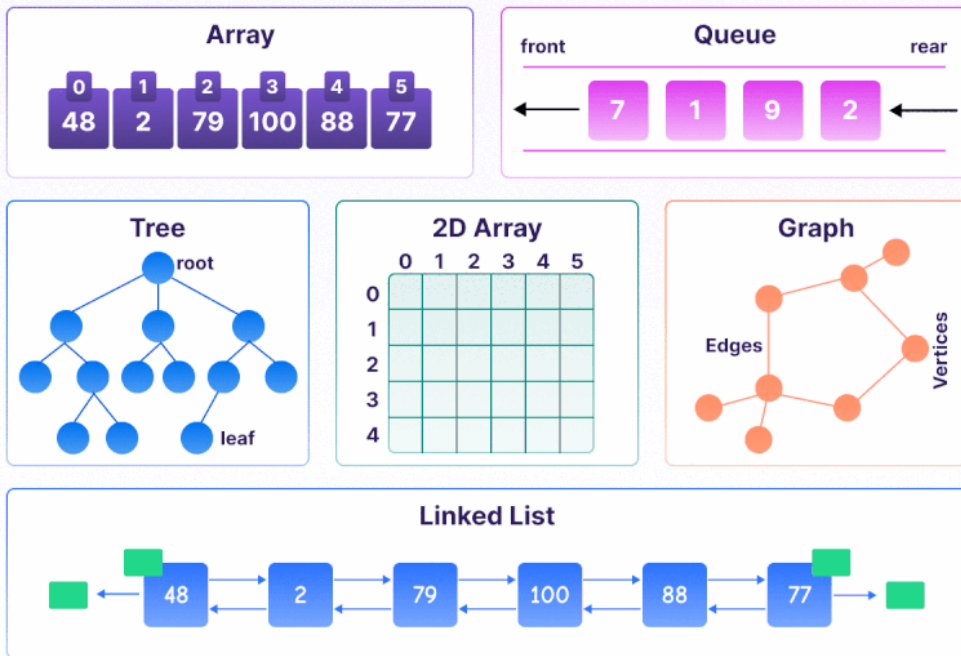 Array
0 1 2 3 4 5
48 2 79 100 88 77
Queue
front rear
7 1 9 2
Tree
root
leaf
2D Array
0 1 2 3 4 5
0
1
2
3
4
Graph
Edges
Vertices
Linked List
48 2 79 100 88 77